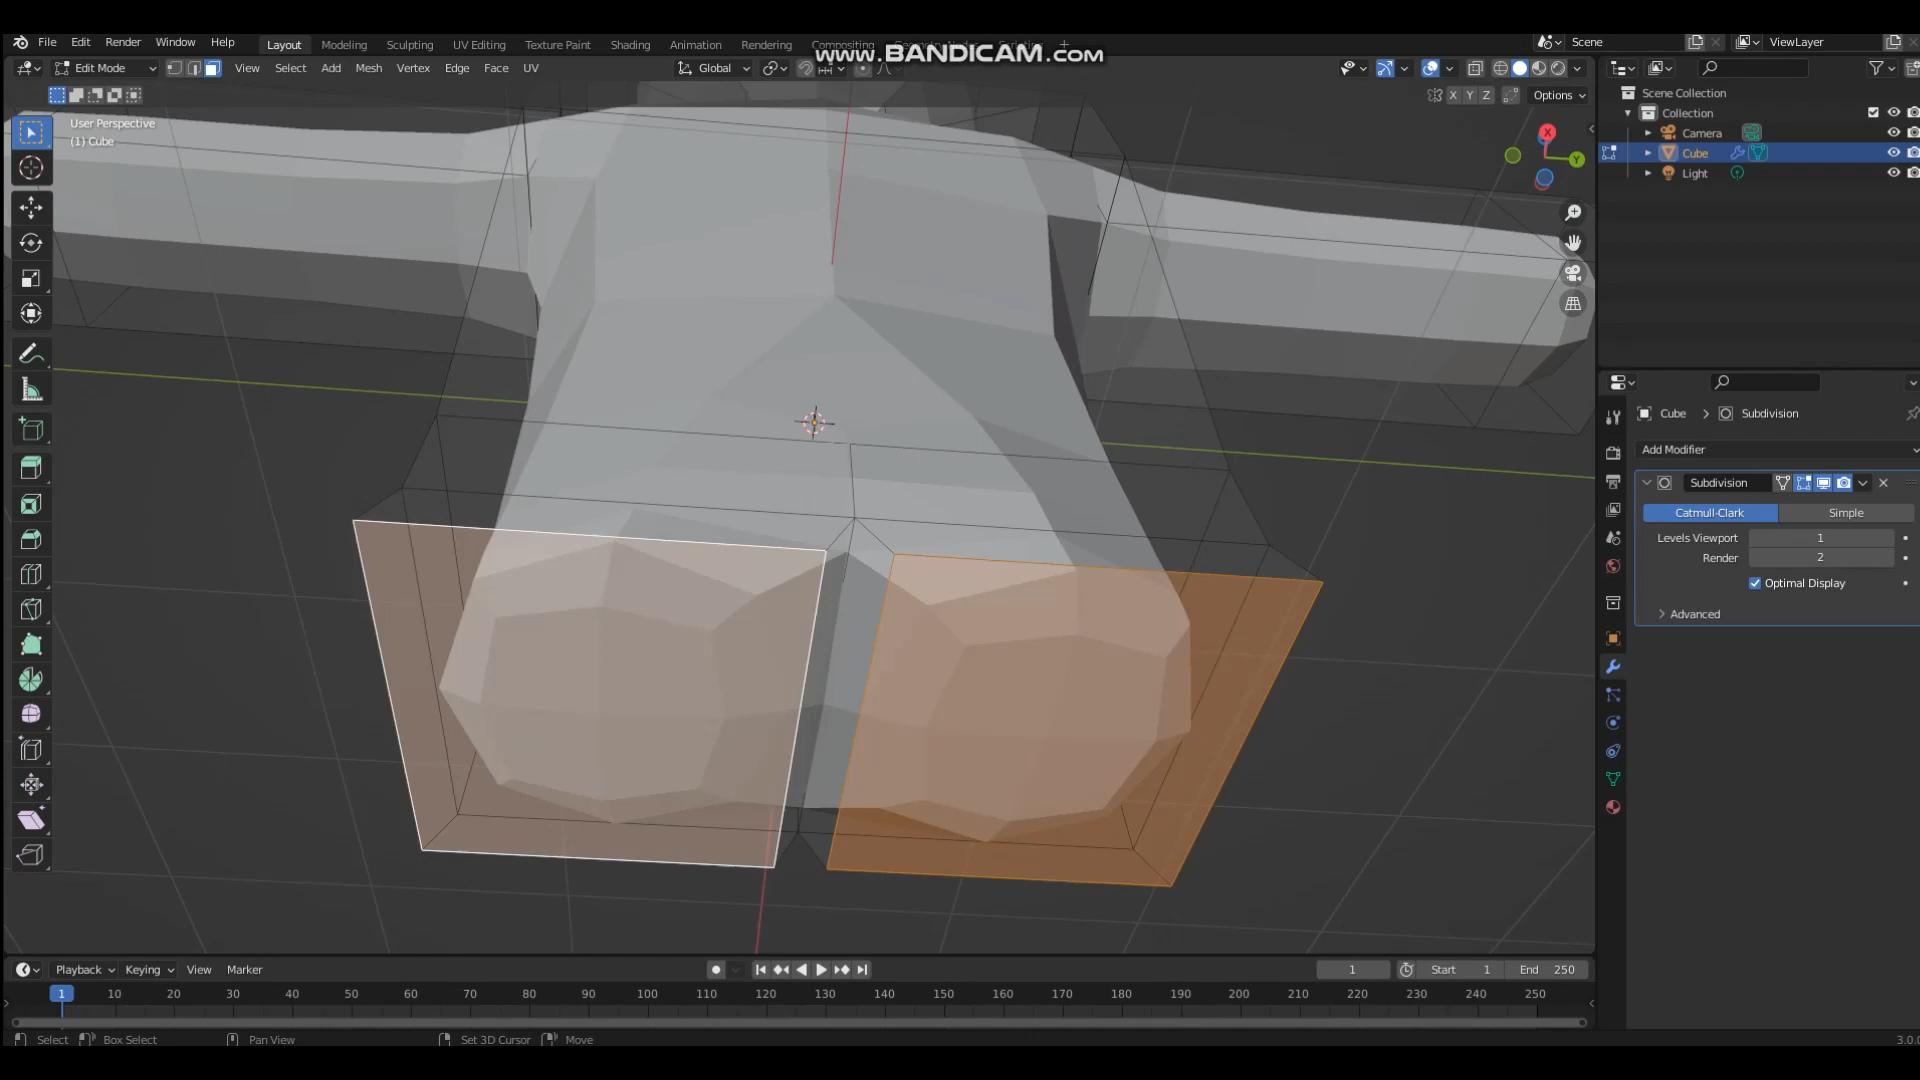 www.BANDICAM.com
File Edit Render Window Help Layout Modeling Sculpting UV Editing Texture Paint Shading Animation Rendering Compositing Scene ViewLayer
Edit Mode View Select Add Mesh Vertex Edge Face UV Global
X Y Z Options
User Perspective
(1) Cube
X
Y
Scene Collection
Collection
Camera
Cube
Light
Cube > Subdivision
Add Modifier
Subdivision
Catmull-Clark Simple
Levels Viewport 1
Render 2
Optimal Display
Advanced
Playback Keying View Marker 1 Start 1 End 250
1 10 20 30 40 50 60 70 80 90 100 110 120 130 140 150 160 170 180 190 200 210 220 230 240 250
Select Box Select Pan View Set 3D Cursor Move 3.0.0